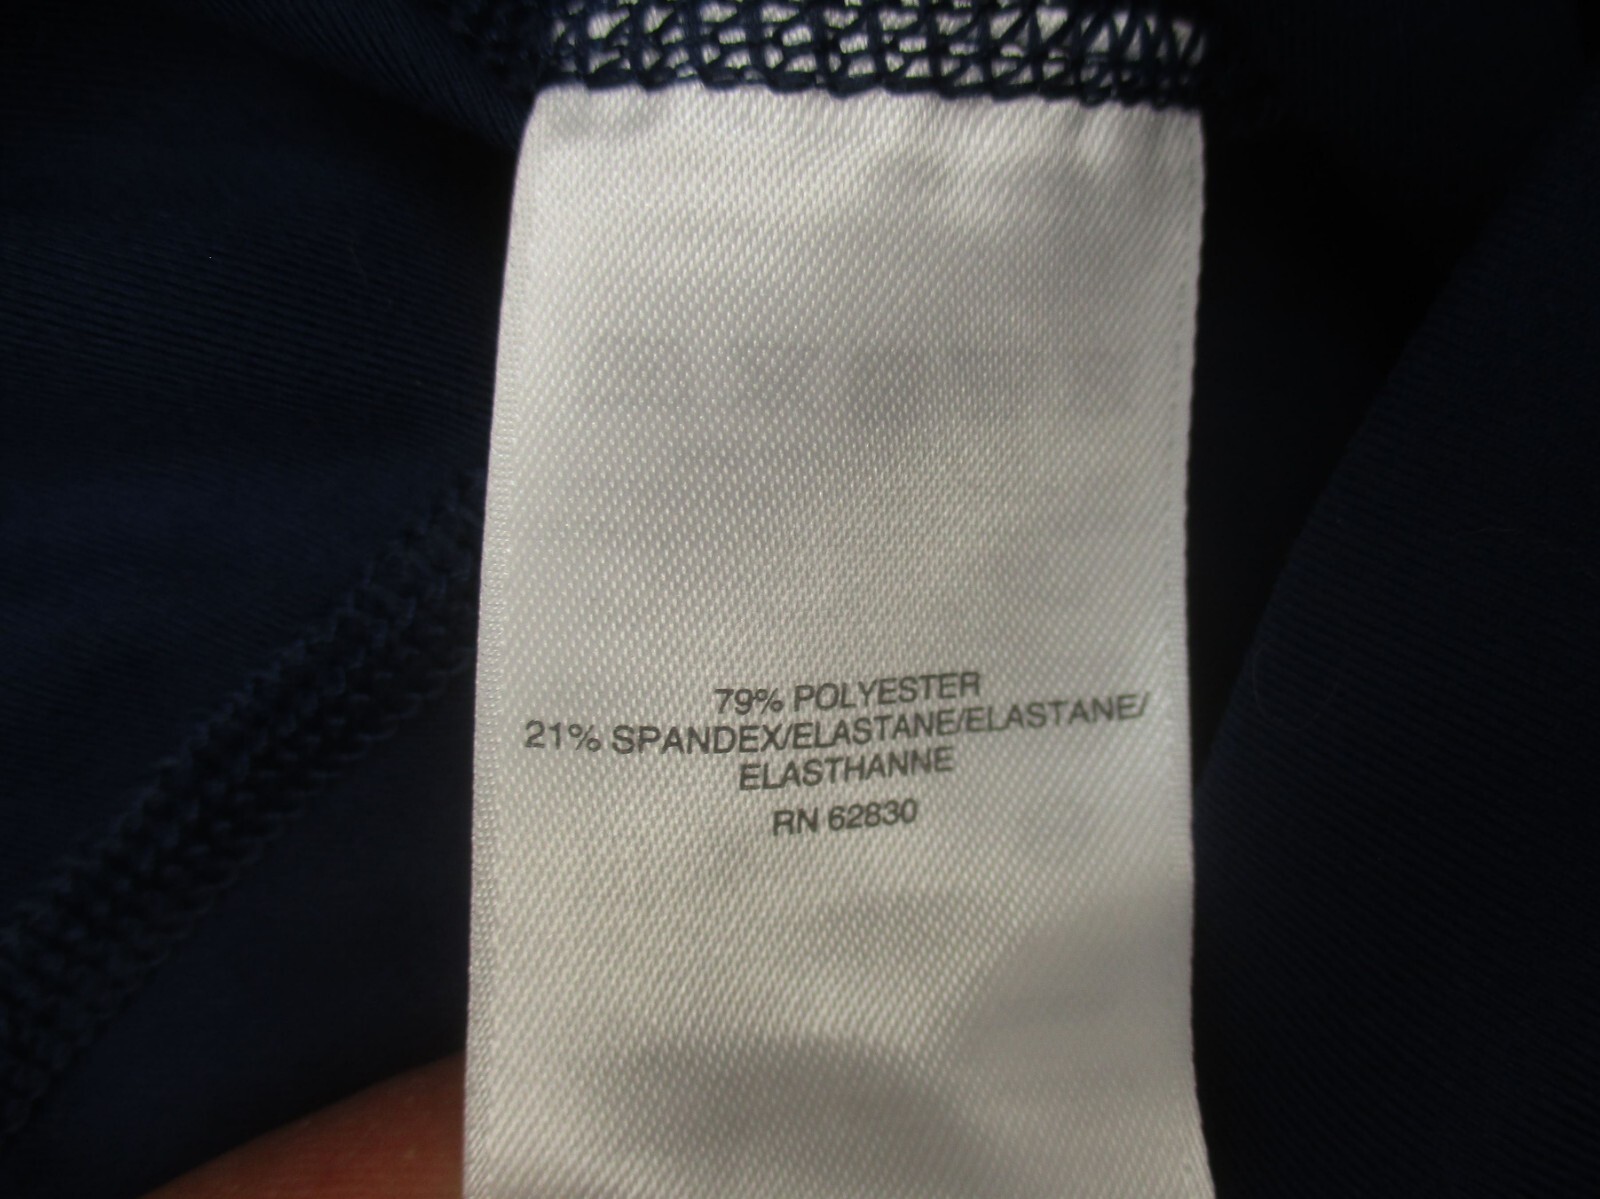 79% POLYESTER
21% SPANDEX/ELASTANE/ELASTANE/
ELASTHANNE
RN 62830